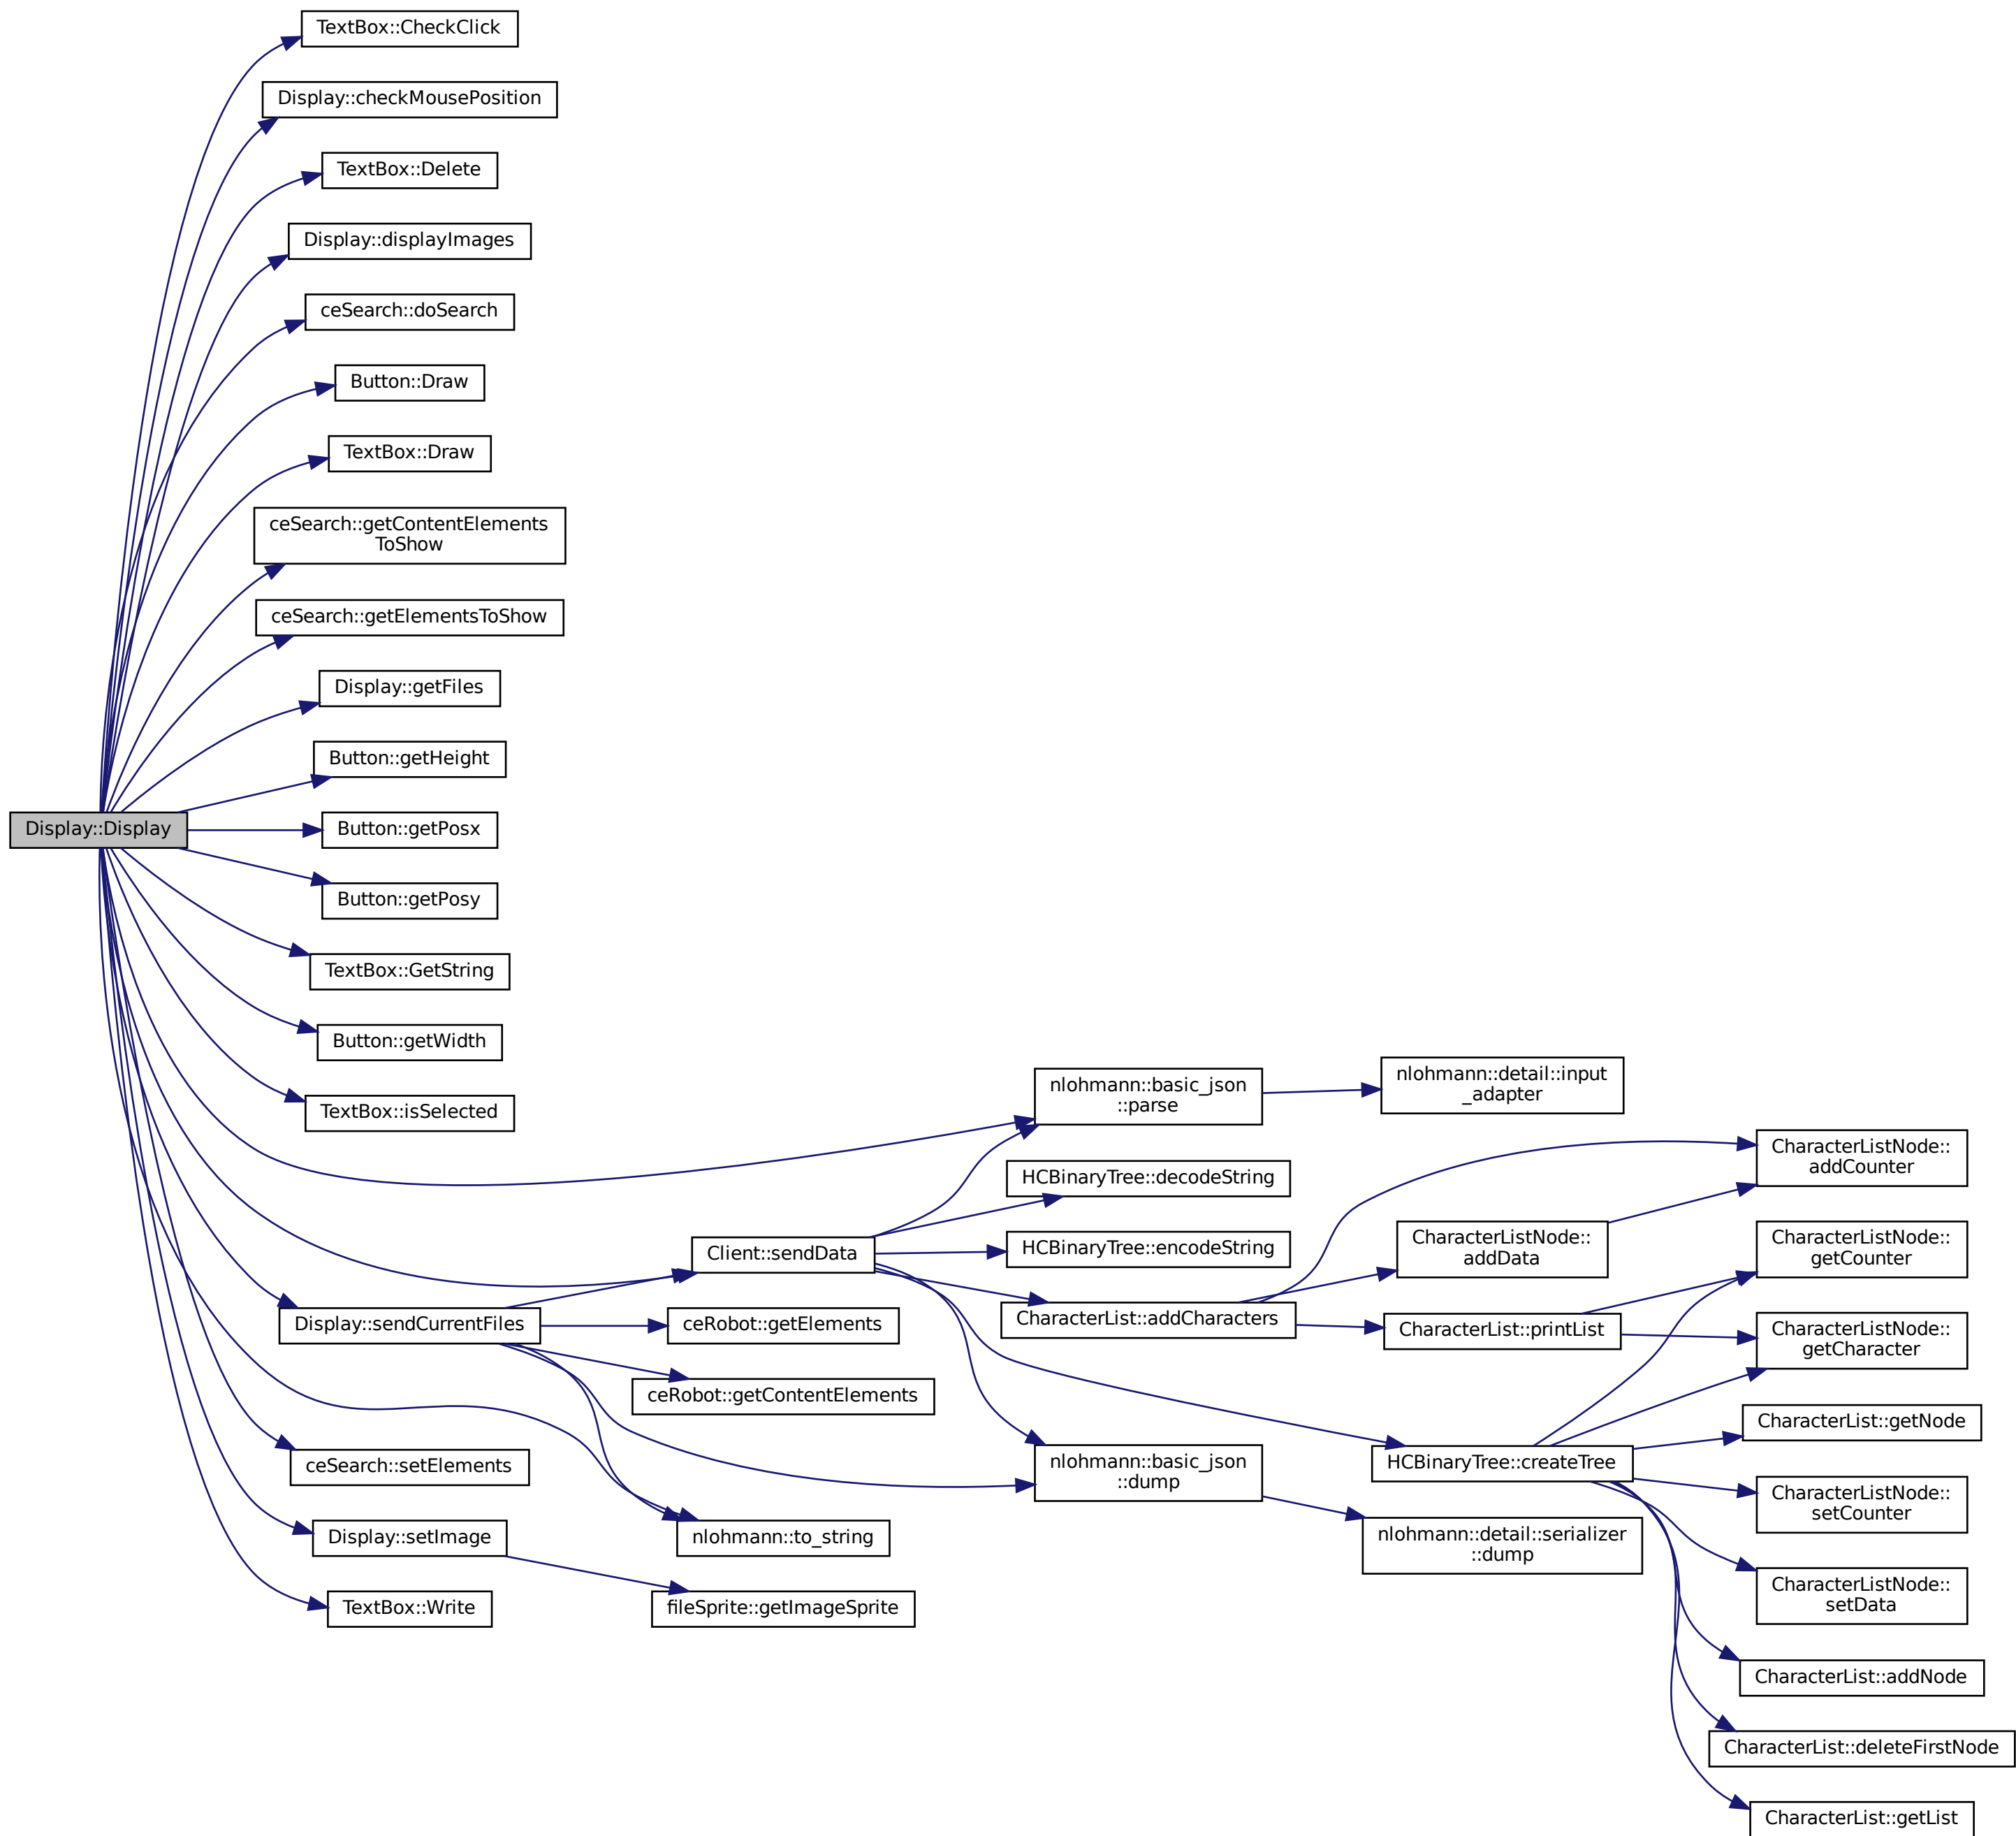 TextBox::CheckClick
Display::checkMousePosition
TextBox::Delete
Display::displayImages
ceSearch::doSearch
Button::Draw
TextBox::Draw
ceSearch::getContentElements
ToShow
ceSearch::getElementsToShow
Display::getFiles
Button::getHeight
Display::Display
Button::getPosx
Button::getPosy
TextBox::GetString
Button::getWidth
TextBox::isSelected
Display::sendCurrentFiles
ceSearch::setElements
Display::setImage
TextBox::Write
Client::sendData
ceRobot::getElements
ceRobot::getContentElements
nlohmann::to_string
fileSprite::getImageSprite
nlohmann::basic_json
::parse
HCBinaryTree::decodeString
HCBinaryTree::encodeString
CharacterList::addCharacters
nlohmann::basic_json
::dump
nlohmann::detail::input
_adapter
CharacterListNode::
addData
CharacterList::printList
HCBinaryTree::createTree
nlohmann::detail::serializer
::dump
CharacterListNode::
addCounter
CharacterListNode::
getCounter
CharacterListNode::
getCharacter
CharacterList::getNode
CharacterListNode::
setCounter
CharacterListNode::
setData
CharacterList::addNode
CharacterList::deleteFirstNode
CharacterList::getList